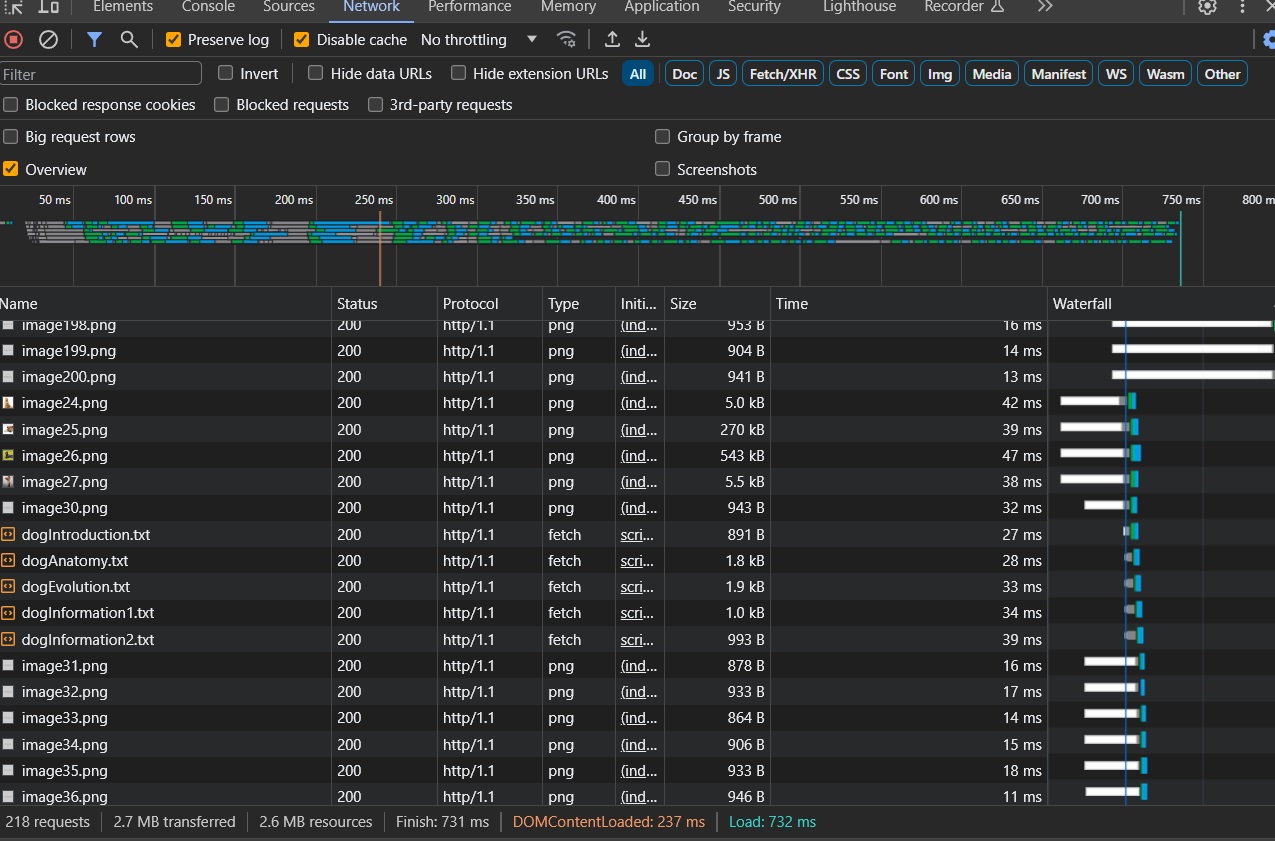 Elements Console Sources Network Performance Memory Application Security Lighthouse Recorder
Preserve log Disable cache No throttling
Filter Invert Hide data URLs Hide extension URLs All Doc JS Fetch/XHR CSS Font Img Media Manifest WS Wasm Other
Blocked response cookies Blocked requests 3rd-party requests
Big request rows Group by frame
Overview Screenshots
50 ms 100 ms 150 ms 200 ms 250 ms 300 ms 350 ms 400 ms 450 ms 500 ms 550 ms 600 ms 650 ms 700 ms 750 ms 800 m
Name Status Protocol Type Initi... Size Time Waterfall
image198.png 200 http/1.1 png (ind... 953 B 16 ms
image199.png 200 http/1.1 png (ind... 904 B 14 ms
image200.png 200 http/1.1 png (ind... 941 B 13 ms
image24.png 200 http/1.1 png (ind... 5.0 kB 42 ms
image25.png 200 http/1.1 png (ind... 270 kB 39 ms
image26.png 200 http/1.1 png (ind... 543 kB 47 ms
image27.png 200 http/1.1 png (ind... 5.5 kB 38 ms
image30.png 200 http/1.1 png (ind... 943 B 32 ms
dogIntroduction.txt 200 http/1.1 fetch scri... 891 B 27 ms
dogAnatomy.txt 200 http/1.1 fetch scri... 1.8 kB 28 ms
dogEvolution.txt 200 http/1.1 fetch scri... 1.9 kB 33 ms
dogInformation1.txt 200 http/1.1 fetch scri... 1.0 kB 34 ms
dogInformation2.txt 200 http/1.1 fetch scri... 993 B 39 ms
image31.png 200 http/1.1 png (ind... 878 B 16 ms
image32.png 200 http/1.1 png (ind... 933 B 17 ms
image33.png 200 http/1.1 png (ind... 864 B 14 ms
image34.png 200 http/1.1 png (ind... 906 B 15 ms
image35.png 200 http/1.1 png (ind... 933 B 18 ms
image36.png 200 http/1.1 png (ind... 946 B 11 ms
218 requests 2.7 MB transferred 2.6 MB resources Finish: 731 ms DOMContentLoaded: 237 ms Load: 732 ms